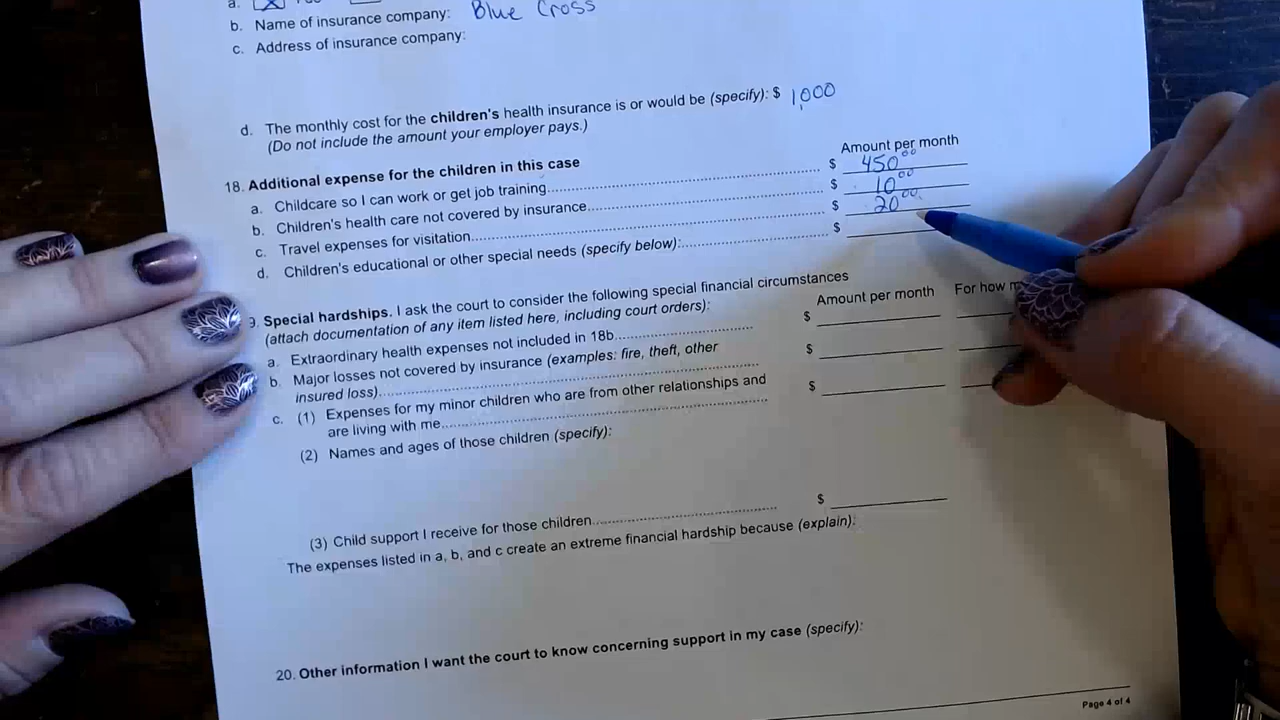 a.
b. Name of insurance company: Blue Cross
c. Address of insurance company:
d. The monthly cost for the children's health insurance is or would be (specify): $ 1,000
(Do not include the amount your employer pays.)
18. Additional expense for the children in this case
Amount per month
a. Childcare so I can work or get job training $ 450 00
b. Children's health care not covered by insurance $ 10 00
c. Travel expenses for visitation $ 20 00
d. Children's educational or other special needs (specify below): $
9. Special hardships. I ask the court to consider the following special financial circumstances
(attach documentation of any item listed here, including court orders):
Amount per month For how m
a. Extraordinary health expenses not included in 18b $
b. Major losses not covered by insurance (examples: fire, theft, other
insured loss) $
c. (1) Expenses for my minor children who are from other relationships and
are living with me $
(2) Names and ages of those children (specify):
(3) Child support I receive for those children $
The expenses listed in a, b, and c create an extreme financial hardship because (explain):
20. Other information I want the court to know concerning support in my case (specify):
Page 4 of 4